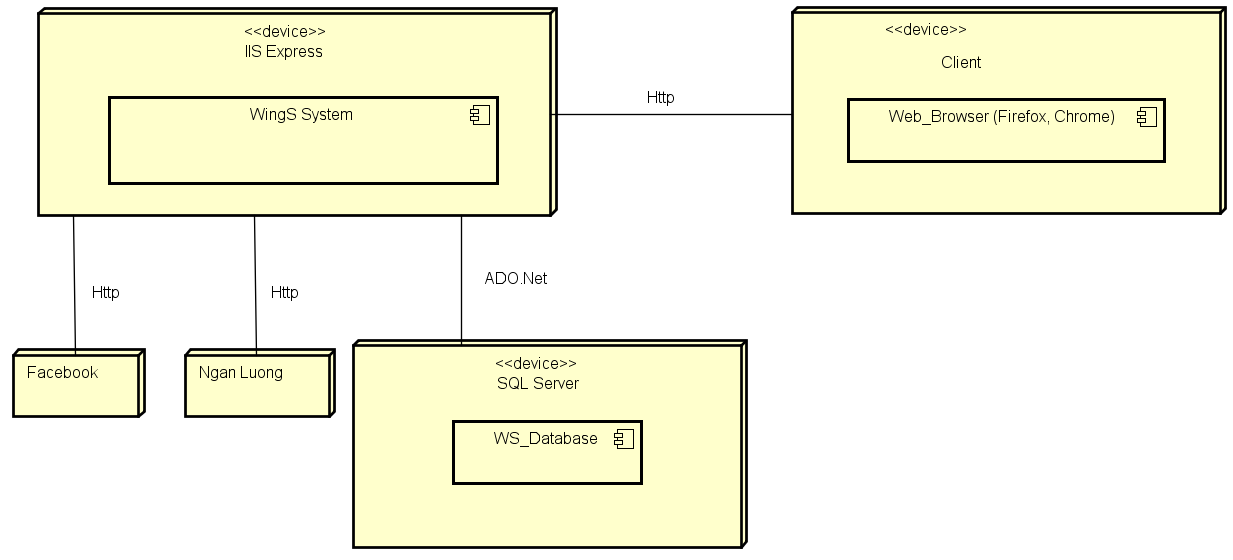 <<device>>
IIS Express
WingS System
Http
<<device>>
Client
Web_Browser (Firefox, Chrome)
Http
Http
ADO.Net
Facebook
Ngan Luong
<<device>>
SQL Server
WS_Database